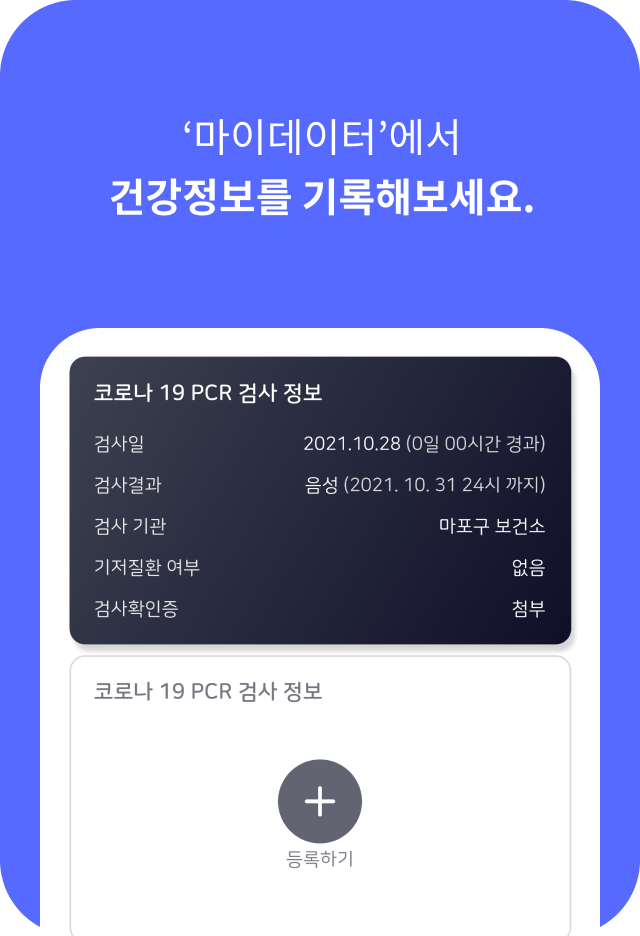 ‘마이데이터’에서
건강정보를 기록해보세요.
코로나 19 PCR 검사 정보
검사일 2021.10.28 (0일 00시간 경과)
검사결과 음성 (2021. 10. 31 24시 까지)
검사 기관 마포구 보건소
기저질환 여부 없음
검사확인증 첨부
코로나 19 PCR 검사 정보
등록하기